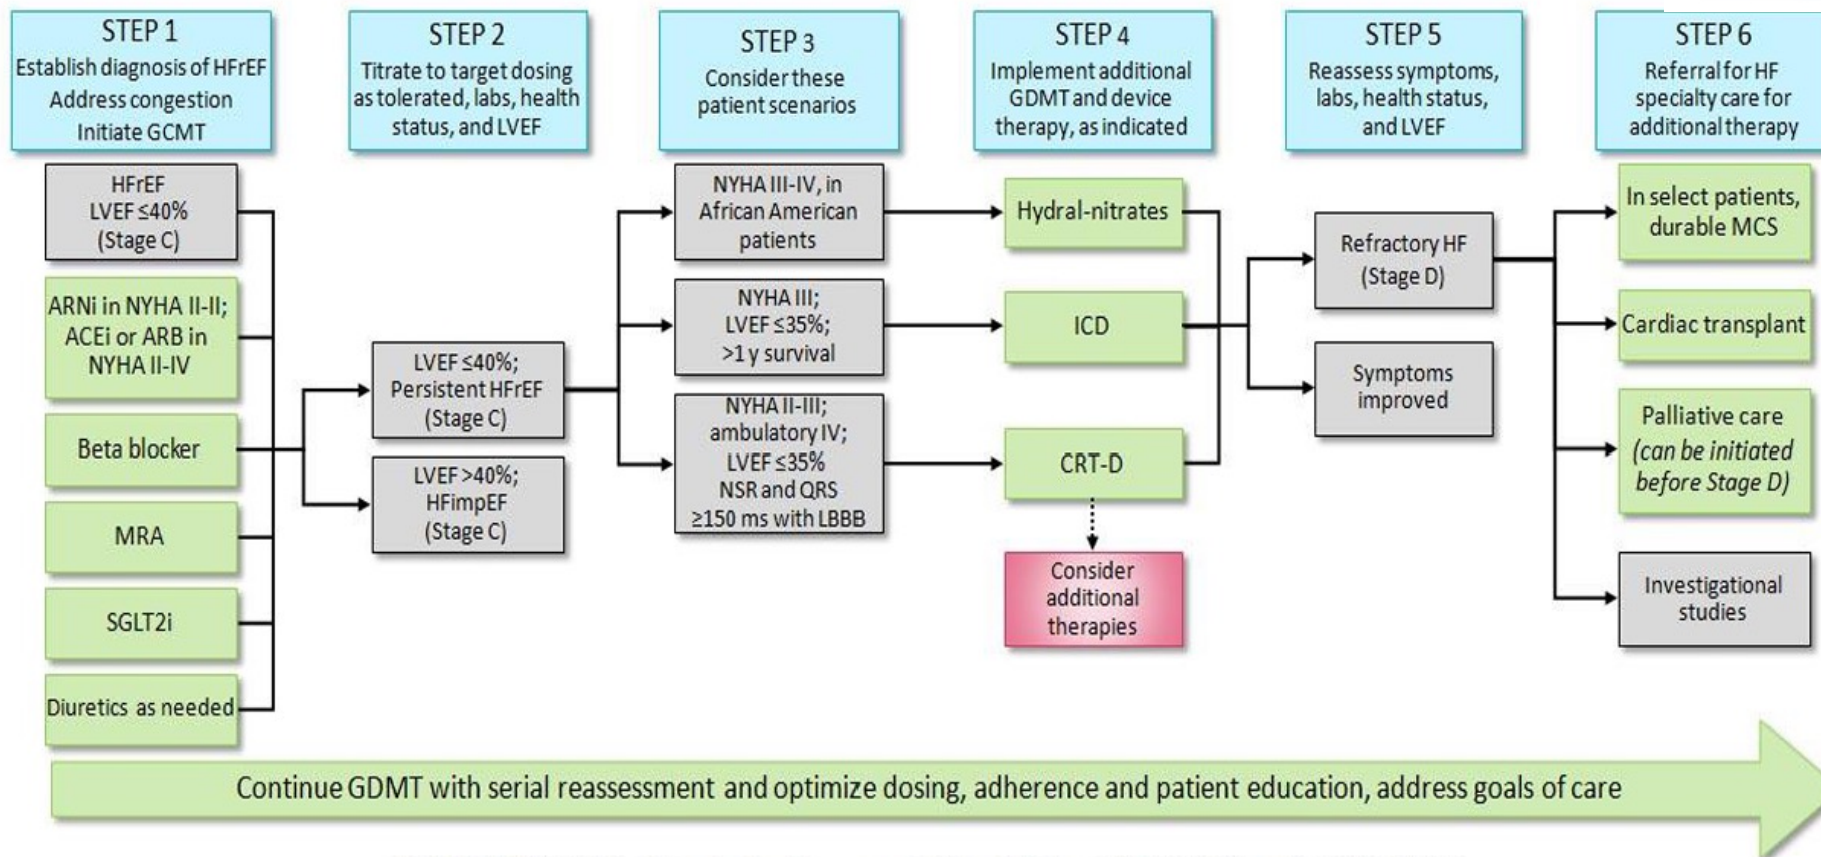 STEP 1
Establish diagnosis of HFrEF
Address congestion
Initiate GCMT
STEP 2
Titrate to target dosing
as tolerated, labs, health
status, and LVEF
STEP 3
Consider these
patient scenarios
STEP 4
Implement additional
GDMT and device
therapy, as indicated
STEP 5
Reassess symptoms,
labs, health status,
and LVEF
STEP 6
Referral for HF
specialty care for
additional therapy
HFrEF
LVEF ≤40%
(Stage C)
ARNi in NYHA II-II;
ACEi or ARB in
NYHA II-IV
Beta blocker
MRA
SGLT2i
Diuretics as needed
LVEF ≤40%;
Persistent HFrEF
(Stage C)
LVEF >40%;
HFimpEF
(Stage C)
NYHA III-IV, in
African American
patients
NYHA III;
LVEF ≤35%;
>1 y survival
NYHA II-III;
ambulatory IV;
LVEF ≤35%
NSR and QRS
≥150 ms with LBBB
Hydral-nitrates
ICD
CRT-D
Consider
additional
therapies
Refractory HF
(Stage D)
Symptoms
improved
In select patients,
durable MCS
Cardiac transplant
Palliative care
(can be initiated
before Stage D)
Investigational
studies
Continue GDMT with serial reassessment and optimize dosing, adherence and patient education, address goals of care